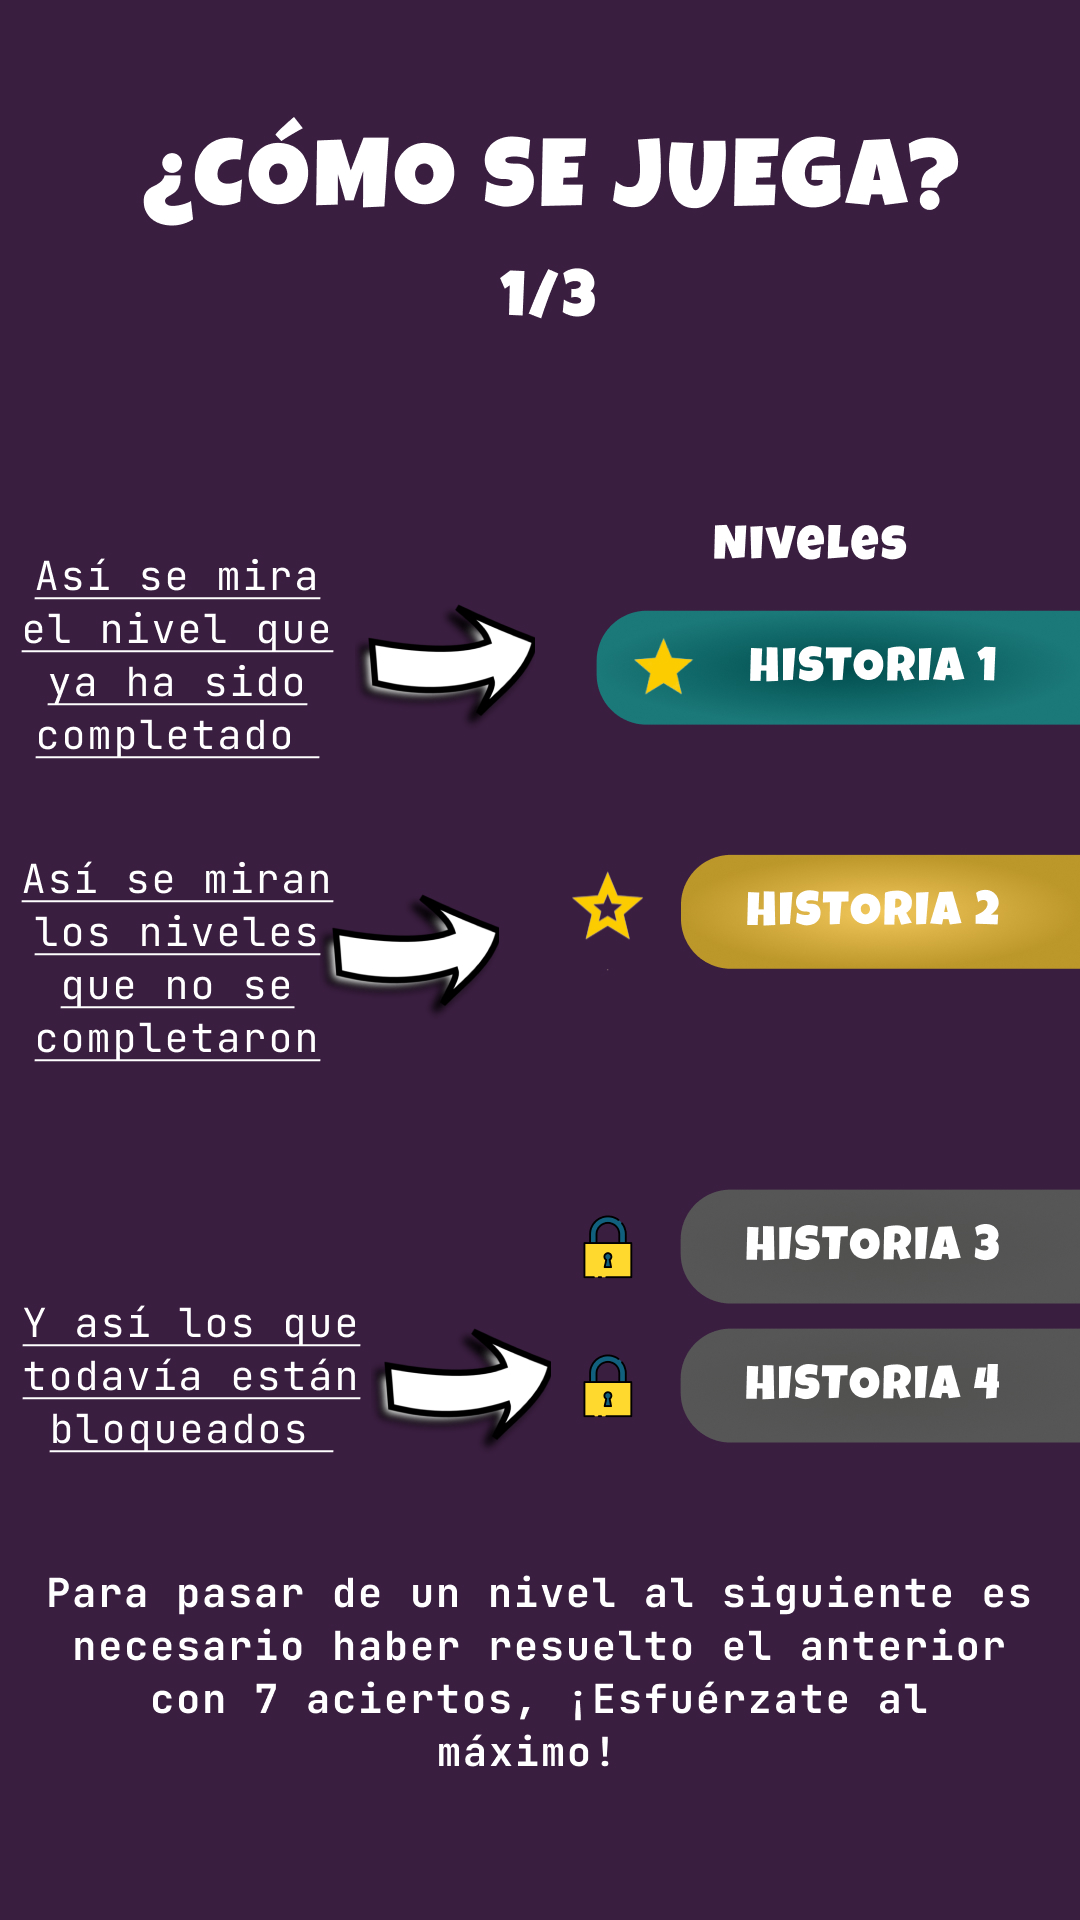 ¿CÓMO SE JUEGA?
1/3
Niveles
Así se mira
el nivel que
ya ha sido
completado
HISTORIA 1
Así se miran
los niveles
que no se
completaron
HISTORIA 2
HISTORIA 3
Y así los que
todavía están
bloqueados
HISTORIA 4
Para pasar de un nivel al siguiente es
necesario haber resuelto el anterior
con 7 aciertos, ¡Esfuérzate al
máximo!